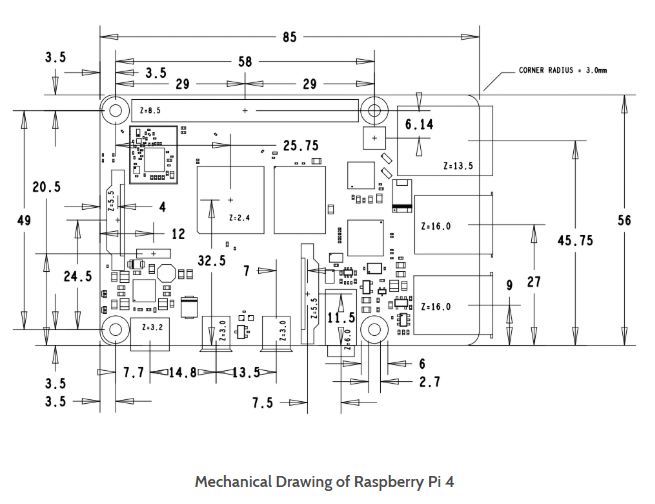 85
3.5
58
3.5
CORNER RADIUS = 3.0mm
29
29
Z=8.5
6.14
25.75
Z=13.5
20.5
Z=5.5
4
49
Z=2.4
56
12
Z=16.0
45.75
32.5
7
24.5
27
9
Z=5.5
Z=16.0
11.5
Z=3.2
Z=3.0
Z=3.0
Z=6.0
6
7.7
14.8
13.5
3.5
2.7
3.5
7.5
Mechanical Drawing of Raspberry Pi 4